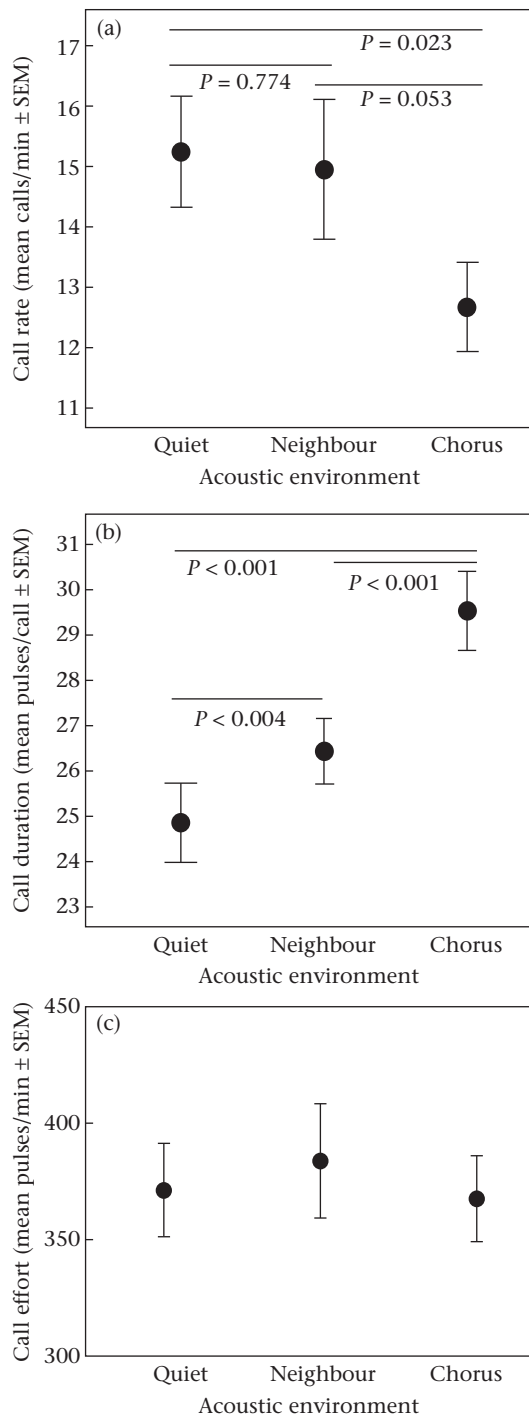 (a)
17
16
15
14
13
12
11
P = 0.023
P = 0.774
P = 0.053
Call rate (mean calls/min ± SEM)
Quiet Neighbour Chorus
Acoustic environment
(b)
31
30
29
28
27
26
25
24
23
P < 0.001
P < 0.001
P < 0.004
Call duration (mean pulses/call ± SEM)
Quiet Neighbour Chorus
Acoustic environment
(c)
450
400
350
300
Call effort (mean pulses/min ± SEM)
Quiet Neighbour Chorus
Acoustic environment